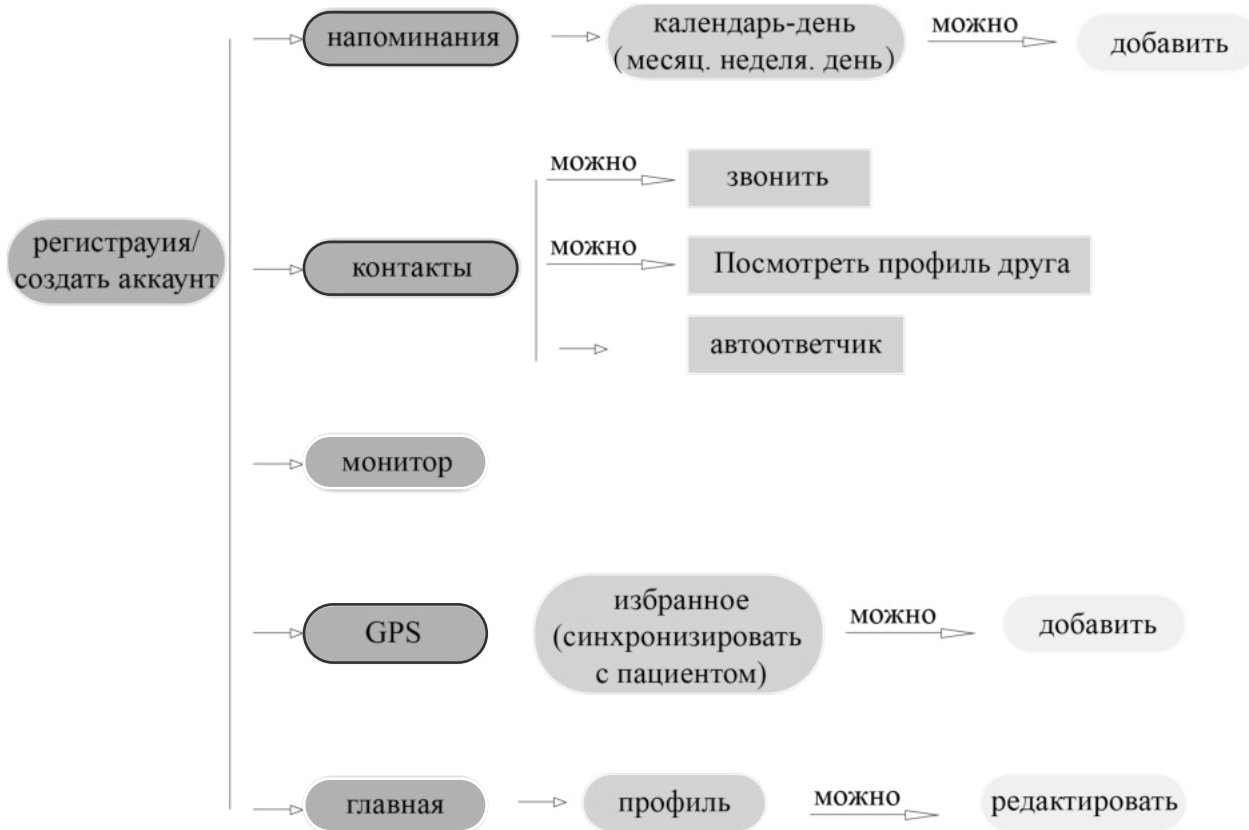 напоминания
календарь-день
(месяц. неделя. день)
можно
добавить
регистрауия/
создать аккаунт
контакты
можно
звонить
можно
Посмотреть профиль друга
автоответчик
монитор
GPS
избранное
(синхронизировать
с пациентом)
можно
добавить
главная
профиль
можно
редактировать